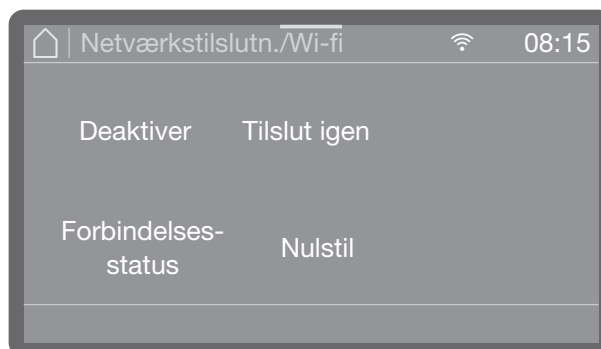 Netværkstilslutn./Wi-fi 08:15
Deaktiver Tilslut igen
Forbindelses-
status
Nulstil